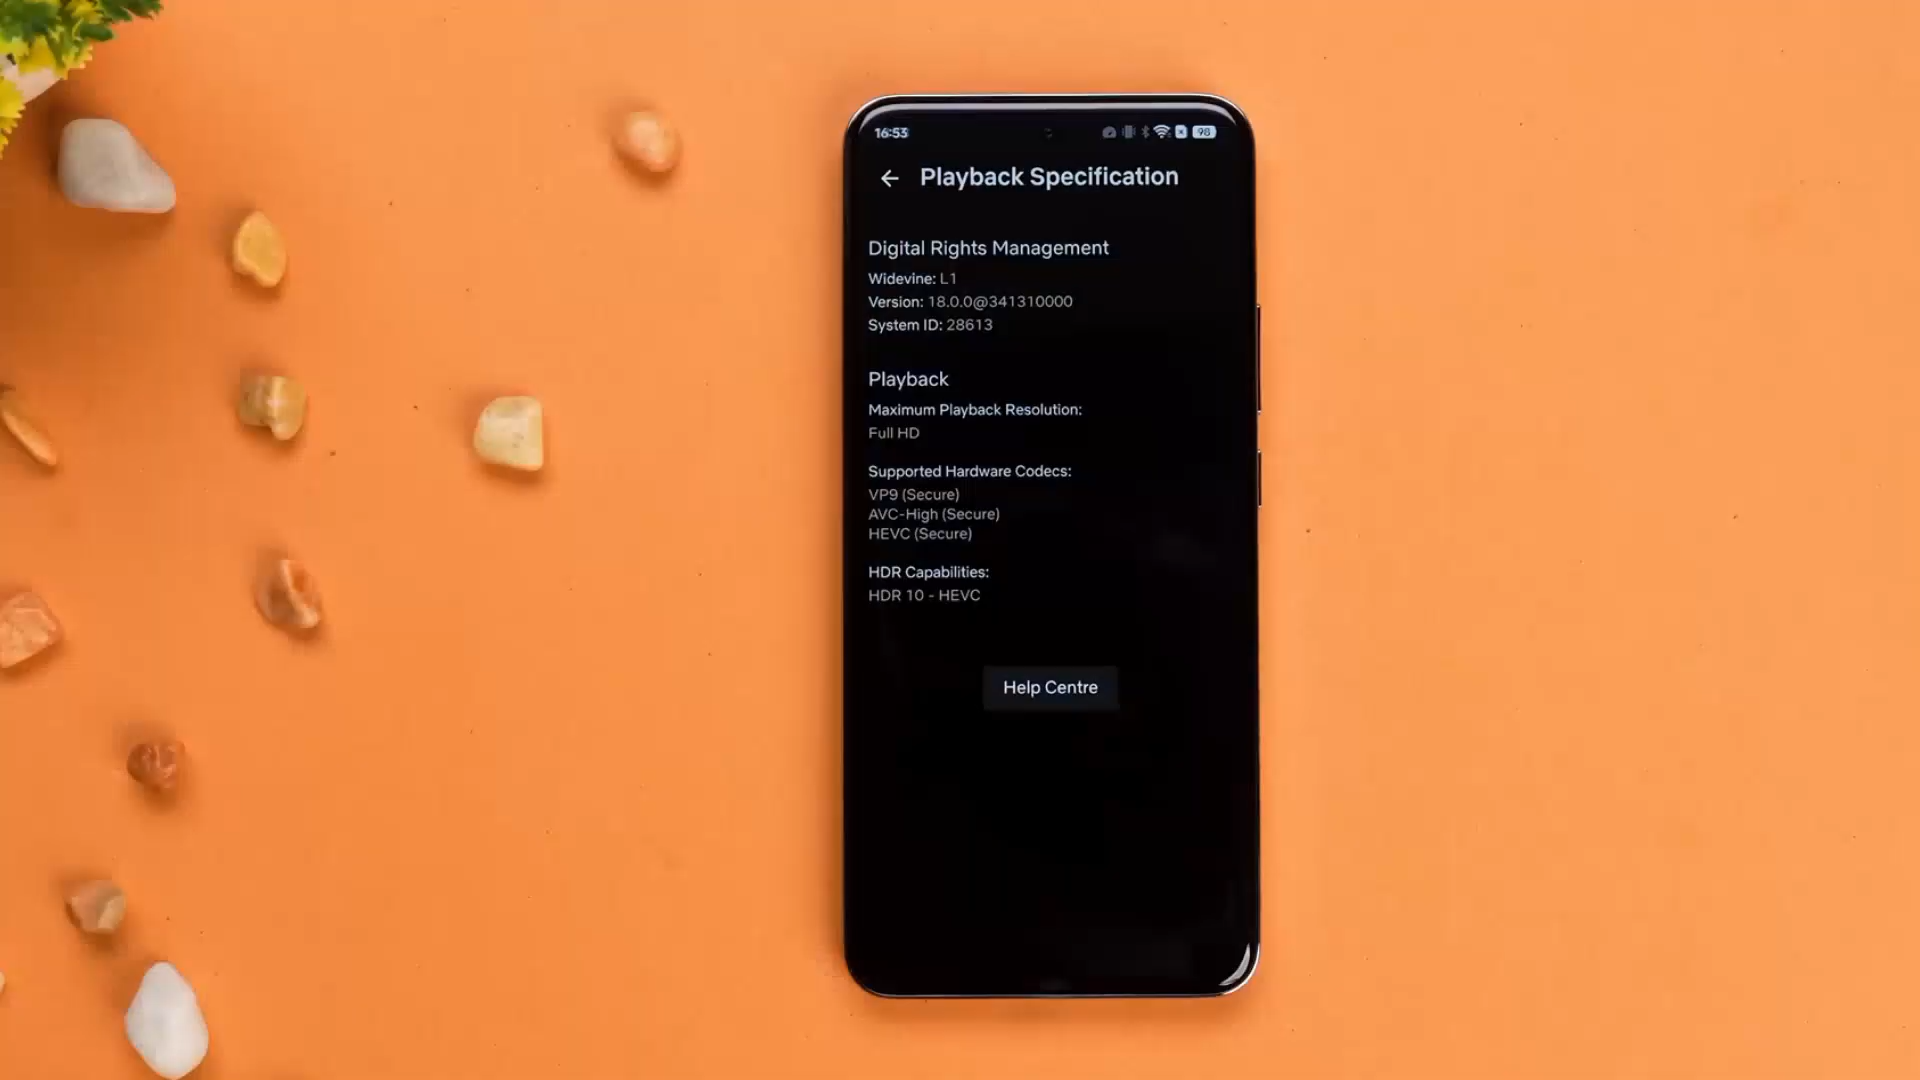 16:53
98
Playback Specification
Digital Rights Management
Widevine: L1
Version: 18.0.0@341310000
System ID: 28613
Playback
Maximum Playback Resolution:
Full HD
Supported Hardware Codecs:
VP9 (Secure)
AVC-High (Secure)
HEVC (Secure)
HDR Capabilities:
HDR 10 - HEVC
Help Centre